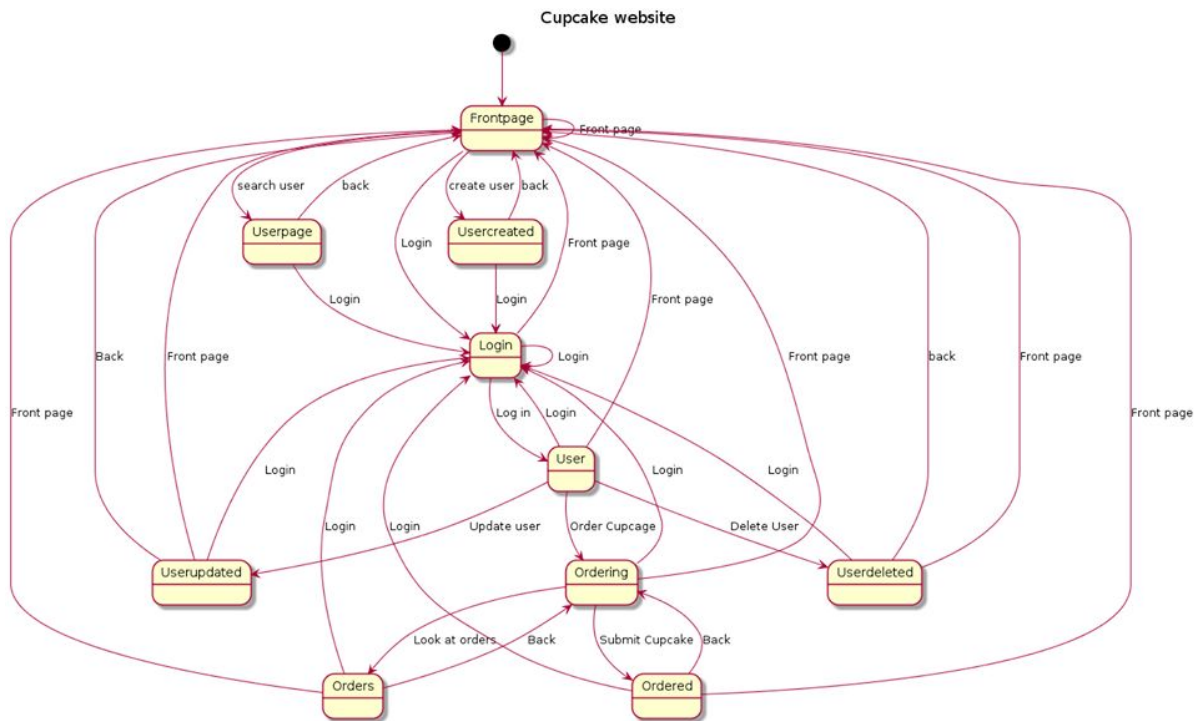 Cupcake website
Frontpage
Front page
search user
back
create user
back
Userpage
Usercreated
Login
Front page
Login
Login
Front page
Login
Login
Back
Front page
Front page
back
Front page
Front page
Front page
Log in
Login
User
Login
Login
Login
Login
Login
Update user
Order Cupcage
Delete User
Userupdated
Ordering
Userdeleted
Look at orders
Back
Submit Cupcake
Back
Orders
Ordered